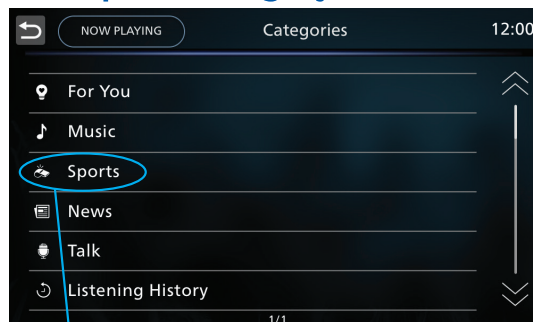 NOW PLAYING Categories 12:00
For You
Music
Sports
News
Talk
Listening History
1/1